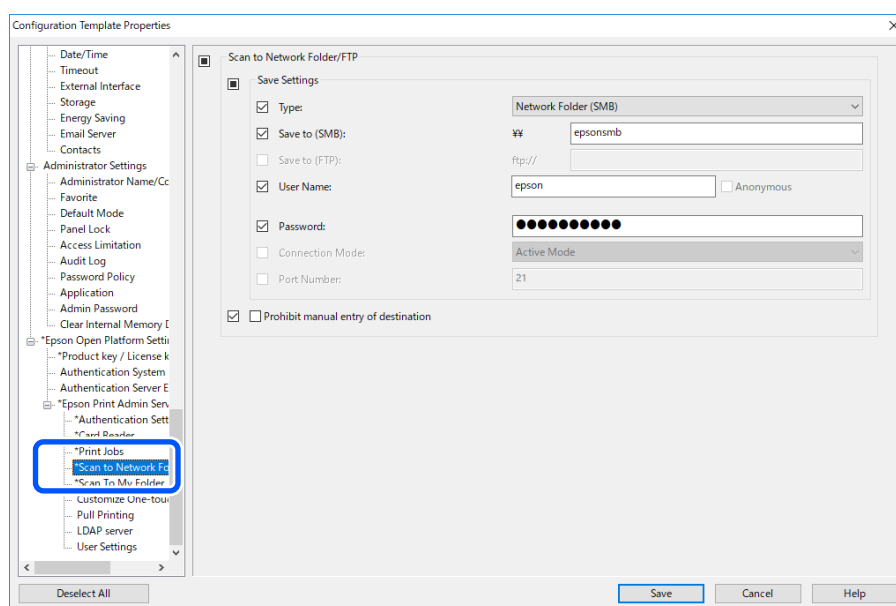 Configuration Template Properties
Date/Time
Timeout
External Interface
Storage
Energy Saving
Email Server
Contacts
Administrator Settings
Administrator Name/Cc
Favorite
Default Mode
Panel Lock
Access Limitation
Audit Log
Password Policy
Application
Admin Password
Clear Internal Memory D
*Epson Open Platform Settin
*Product key / License k
Authentication System
Authentication Server E
*Epson Print Admin Serv
*Authentication Sett
*Card Reader
*Print Jobs
*Scan to Network Fo
*Scan To My Folder
Customize One-tou
Pull Printing
LDAP server
User Settings
Scan to Network Folder/FTP
Save Settings
Type: Network Folder (SMB)
Save to (SMB): ¥¥ epsonsmb
Save to (FTP): ftp://
User Name: epson Anonymous
Password: ●●●●●●●●●●
Connection Mode: Active Mode
Port Number: 21
Prohibit manual entry of destination
Deselect All Save Cancel Help